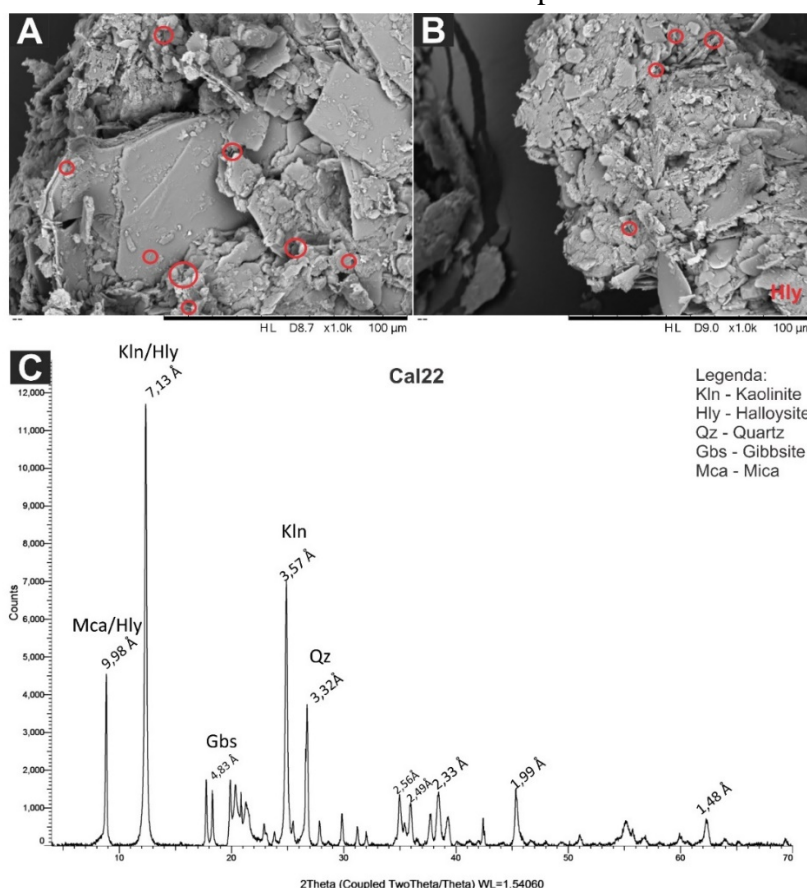 A
B
Hly
HL D8.7 x1.0k 100 µm
HL D9.0 x1.0k 100 µm
C
Cal22
Legenda:
Kln - Kaolinite
Hly - Halloysite
Qz - Quartz
Gbs - Gibbsite
Mca - Mica
Kln/Hly
7,13 Å
Mca/Hly
9,98 Å
Gbs
4,83 Å
Kln
3,57 Å
Qz
3,32Å
2,56Å
2,49Å
2,33 Å
1,99 Å
1,48 Å
Counts
12,000
11,000
10,000
9,000
8,000
7,000
6,000
5,000
4,000
3,000
2,000
1,000
0
10 20 30 40 50 60 70
2Theta (Coupled TwoTheta/Theta) WL=1.54060